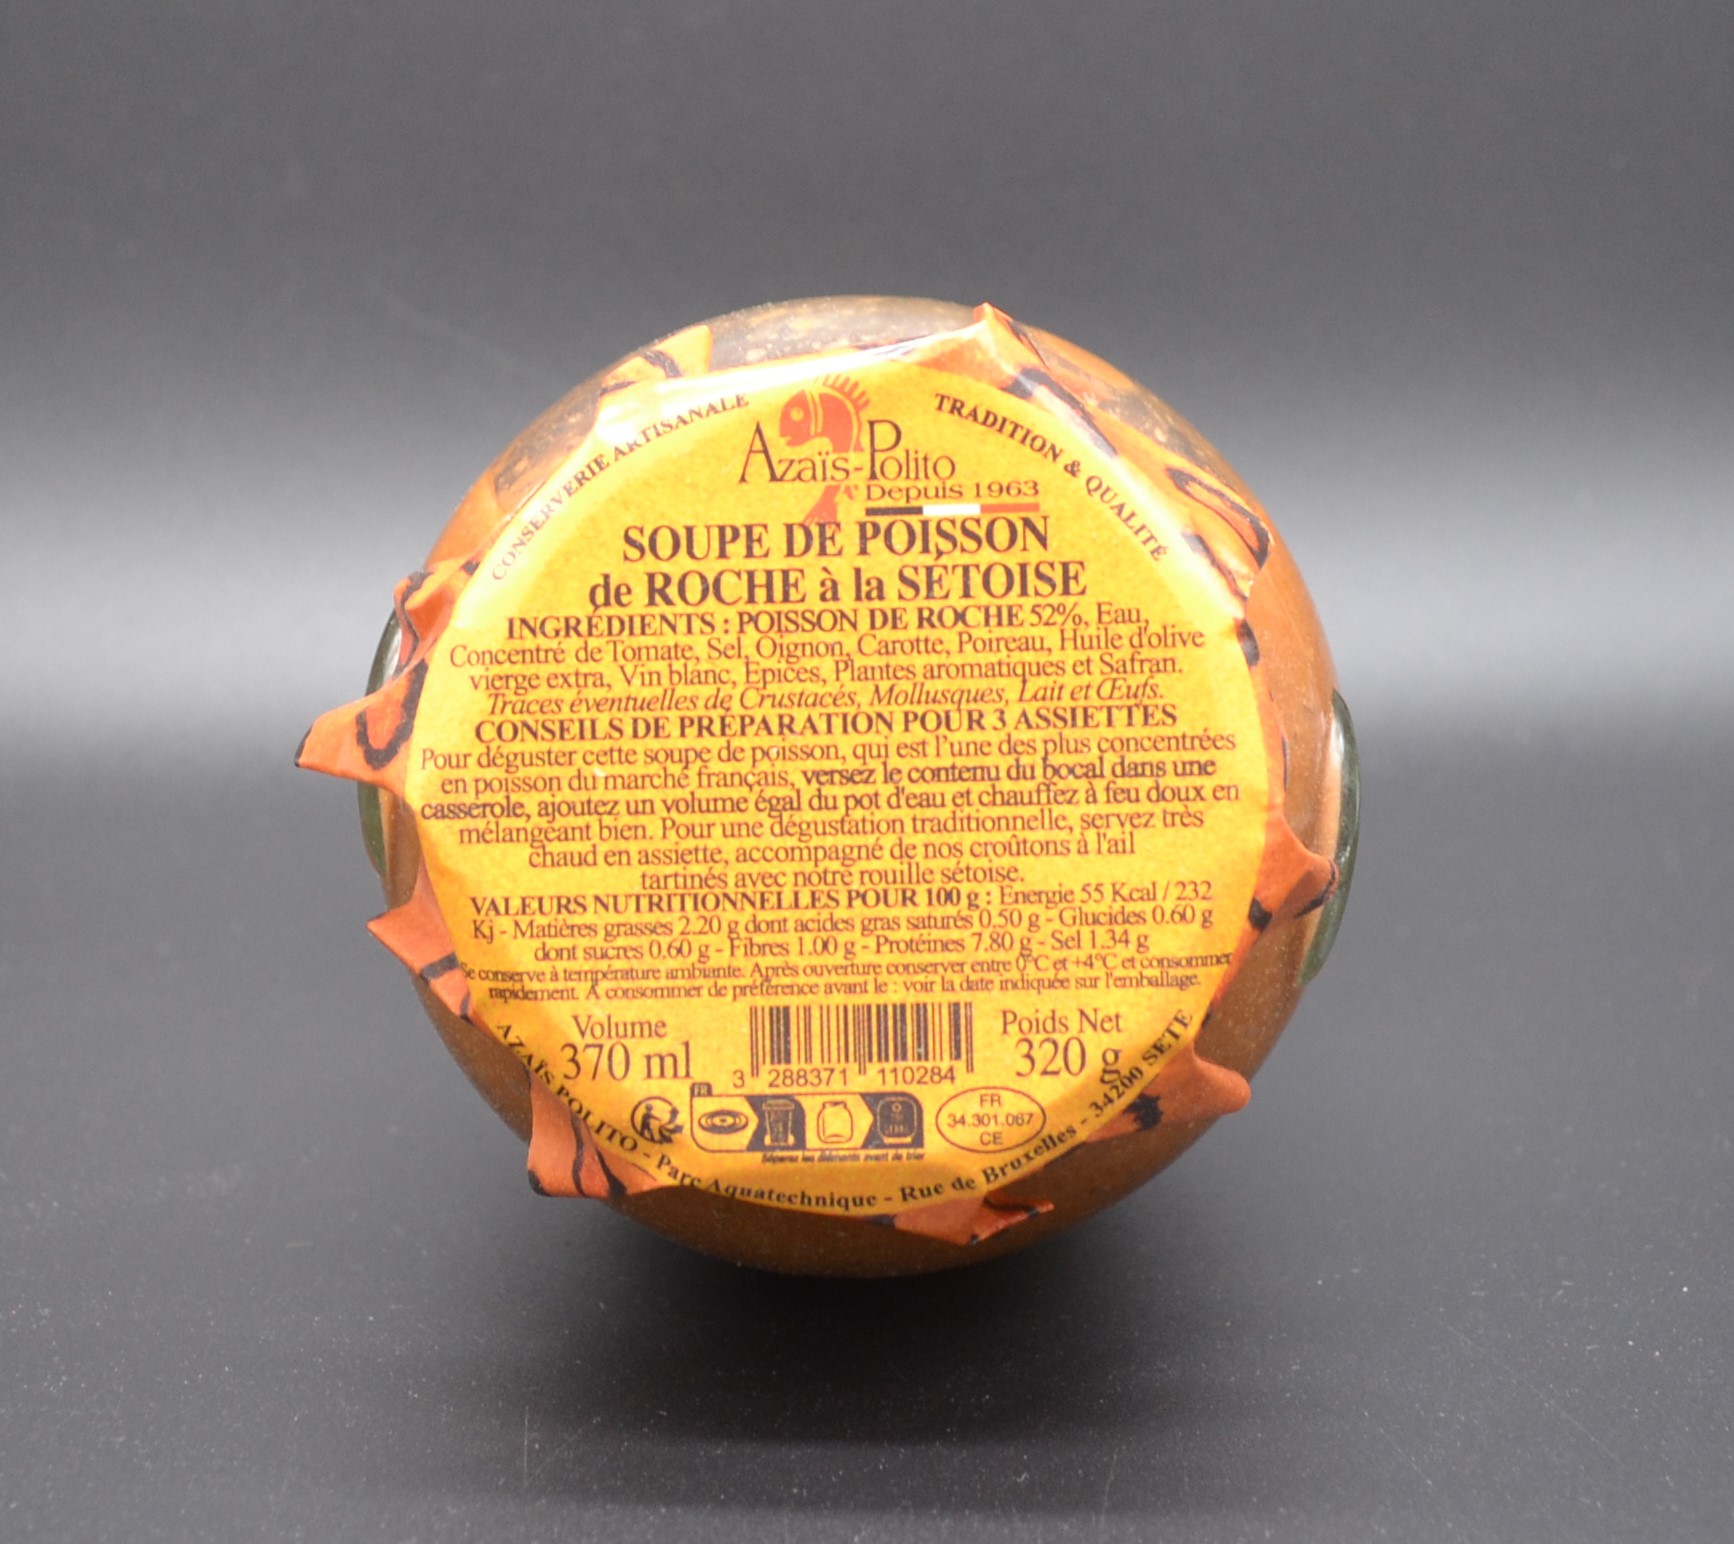 CONSERVERIE ARTISANALE
TRADITION & QUALITÉ
Azaïs-Polito
Depuis 1963
SOUPE DE POISSON
de ROCHE à la SÉTOISE
INGRÉDIENTS : POISSON DE ROCHE 52%, Eau,
Concentré de Tomate, Sel, Oignon, Carotte, Poireau, Huile d'olive
vierge extra, Vin blanc, Epices, Plantes aromatiques et Safran.
Traces éventuelles de Crustacés, Mollusques, Lait et Œufs.
CONSEILS DE PRÉPARATION POUR 3 ASSIETTES
Pour déguster cette soupe de poisson, qui est l'une des plus concentrées
en poisson du marché français, versez le contenu du bocal dans une
casserole, ajoutez un volume égal du pot d'eau et chauffez à feu doux en
mélangeant bien. Pour une dégustation traditionnelle, servez très
chaud en assiette, accompagné de nos croûtons à l'ail
tartinés avec notre rouille sétoise.
VALEURS NUTRITIONNELLES POUR 100 g : Energie 55 Kcal / 232
Kj - Matières grasses 2.20 g dont acides gras saturés 0.50 g - Glucides 0.60 g
dont sucres 0.60 g - Fibres 1.00 g - Protéines 7.80 g - Sel 1.34 g
Se conserve à température ambiante. Après ouverture conserver entre 0°C et +4°C et consommer
rapidement. A consommer de préférence avant le : voir la date indiquée sur l'emballage.
Volume
370 ml
3 288371 110284
Poids Net
320 g
FR
Séparez les éléments avant de trier
FR
34.301.067
CE
AZAÏS POLITO - Parc Aquatechnique - Rue de Bruxelles - 34200 SETE